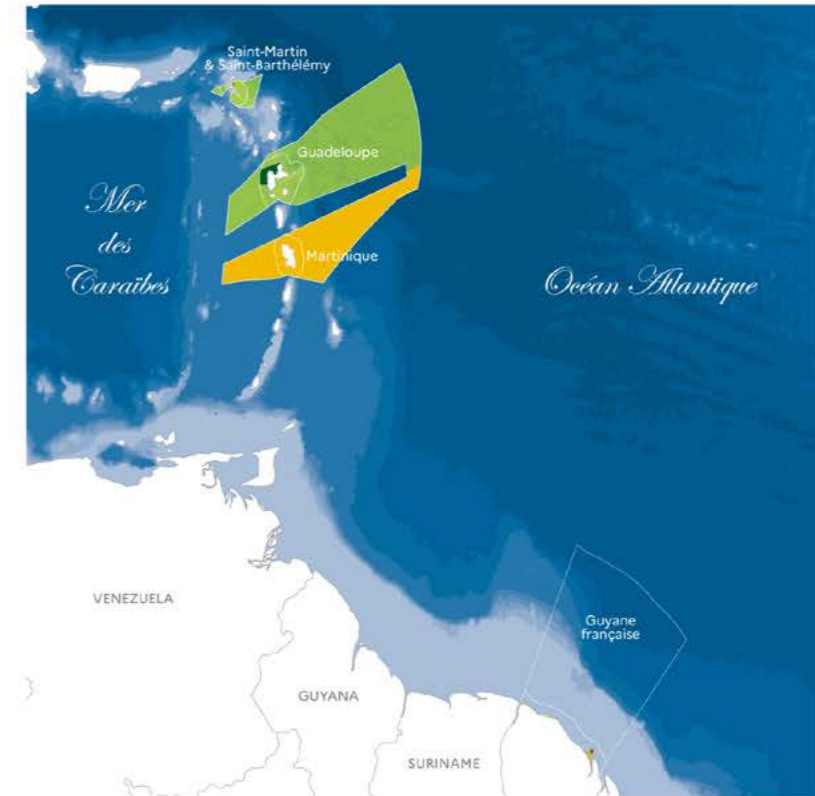 Saint-Martin
& Saint-Barthélémy
Guadeloupe
Mer
des
Caraïbes
Martinique
Océan Atlantique
VENEZUELA
Guyane
française
GUYANA
SURINAME